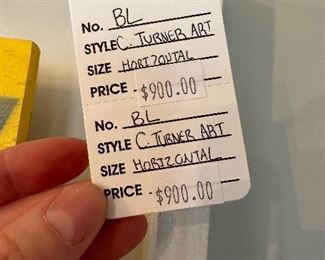 No. BL
STYLE C. TURNER ART
SIZE HORIZONTAL
PRICE - $900.00
No. BL
STYLE C. TURNER ART
SIZE HORIZONTAL
PRICE - $900.00